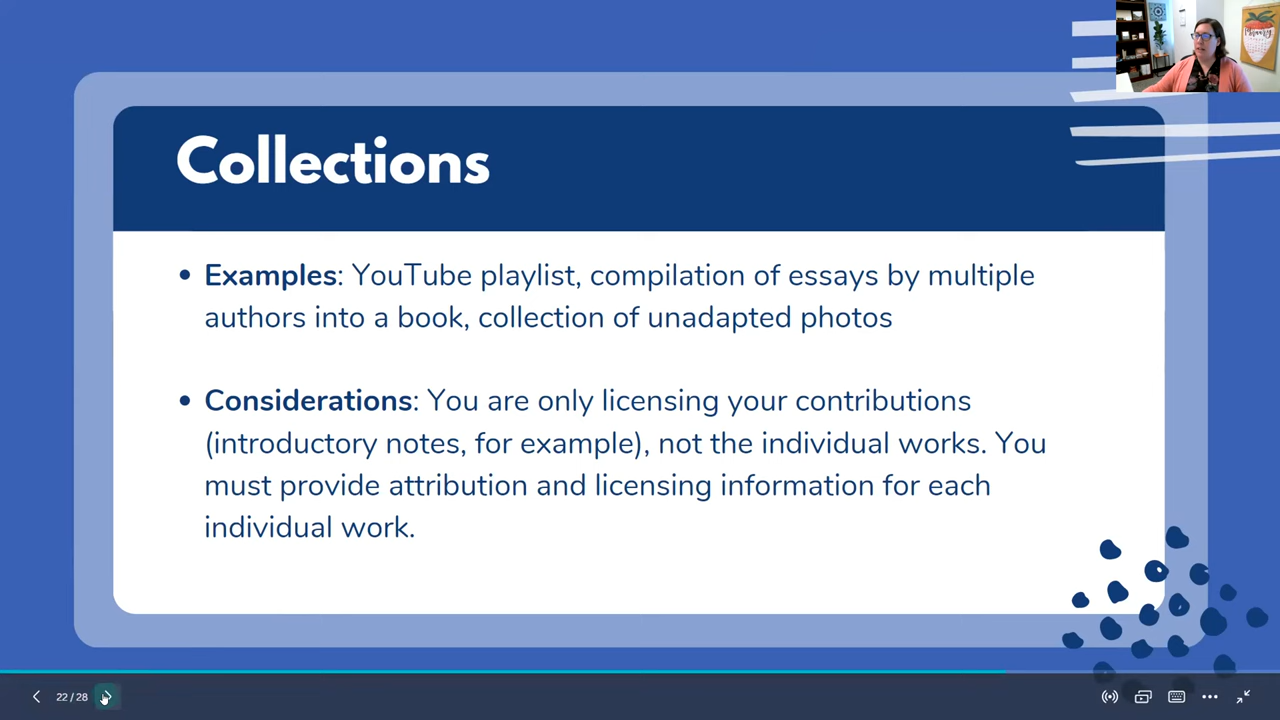 Collections
• Examples: YouTube playlist, compilation of essays by multiple
authors into a book, collection of unadapted photos
• Considerations: You are only licensing your contributions
(introductory notes, for example), not the individual works. You
must provide attribution and licensing information for each
individual work.
22 / 28